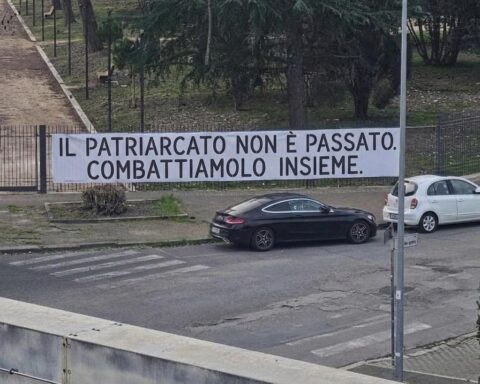 IL PATRIARCATO NON È PASSATO.
COMBATTIAMOLO INSIEME.